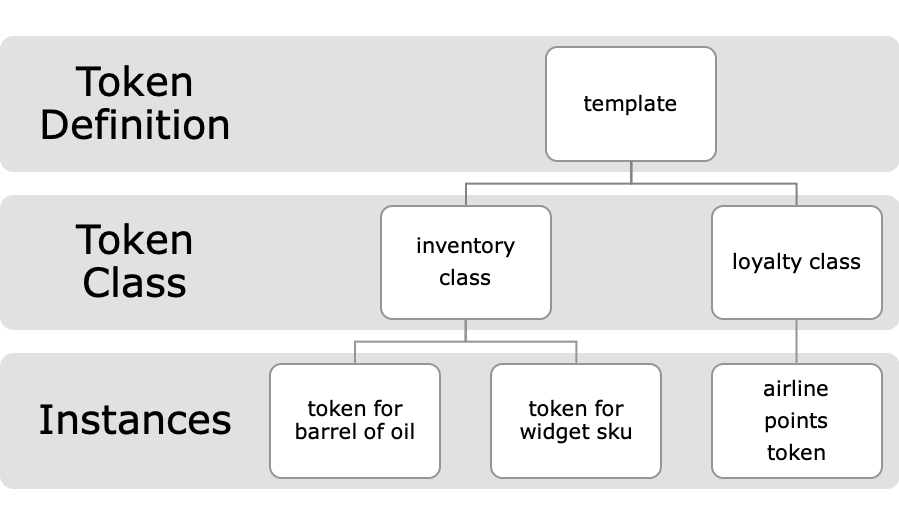 Token
Definition
template
Token
Class
inventory
class
loyalty class
Instances
token for
barrel of oil
token for
widget sku
airline
points
token